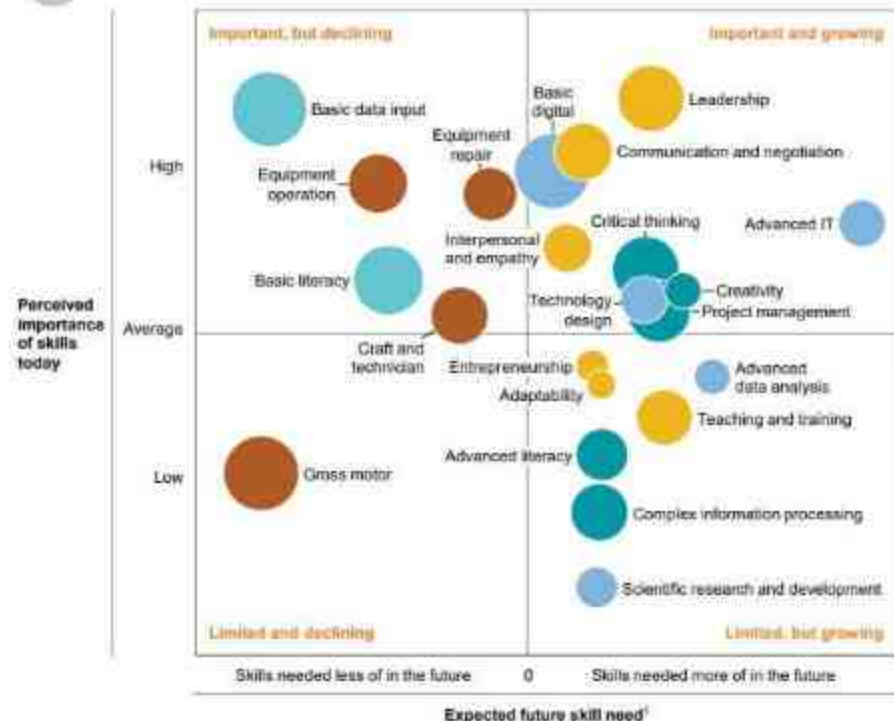 Important, but declining
Important and growing
Basic data input
Basic
digital
Leadership
Equipment
repair
Communication and negotiation
High
Equipment
operation
Critical thinking
Advanced IT
Interpersonal
and empathy
Basic literacy
Creativity
Technology
design
Project management
Perceived
importance
of skills
today
Average
Craft and
technician
Entrepreneurship
Advanced
data analysis
Adaptability
Teaching and training
Advanced literacy
Low
Gross motor
Complex information processing
Scientific research and development
Limited and declining
Limited, but growing
Skills needed less of in the future
0
Skills needed more of in the future
Expected future skill need¹